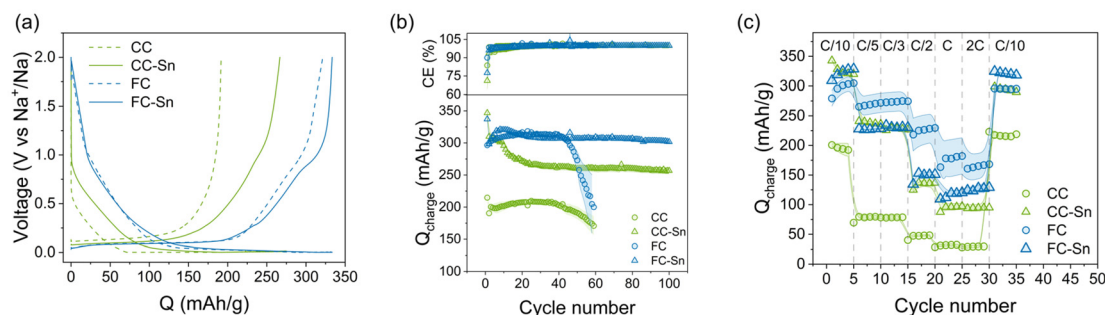 (a)
CC
CC-Sn
FC
FC-Sn
Voltage (V vs Na⁺/Na)
2.0
1.5
1.0
0.5
0.0
0 50 100 150 200 250 300 350
Q (mAh/g)
(b)
CE (%)
105
90
75
60
Q_charge (mAh/g)
350
300
250
200
150
100
CC
CC-Sn
FC
FC-Sn
0 20 40 60 80 100
Cycle number
(c)
C/10 C/5 C/3 C/2 C 2C C/10
Q_charge (mAh/g)
350
300
250
200
150
100
50
0
CC
CC-Sn
FC
FC-Sn
0 5 10 15 20 25 30 35 40 45 50
Cycle number